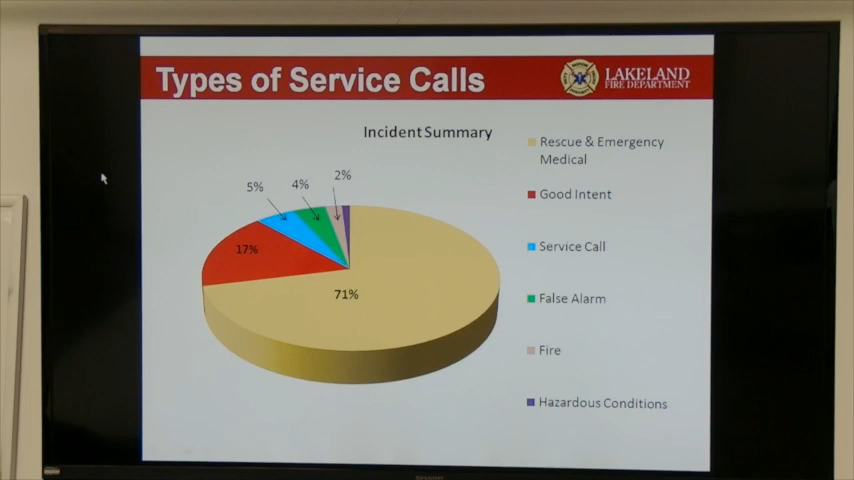 Types of Service Calls
LAKELAND
FIRE DEPARTMENT
Incident Summary
Rescue & Emergency
Medical
Good Intent
Service Call
False Alarm
Fire
Hazardous Conditions
5%
4%
2%
17%
71%